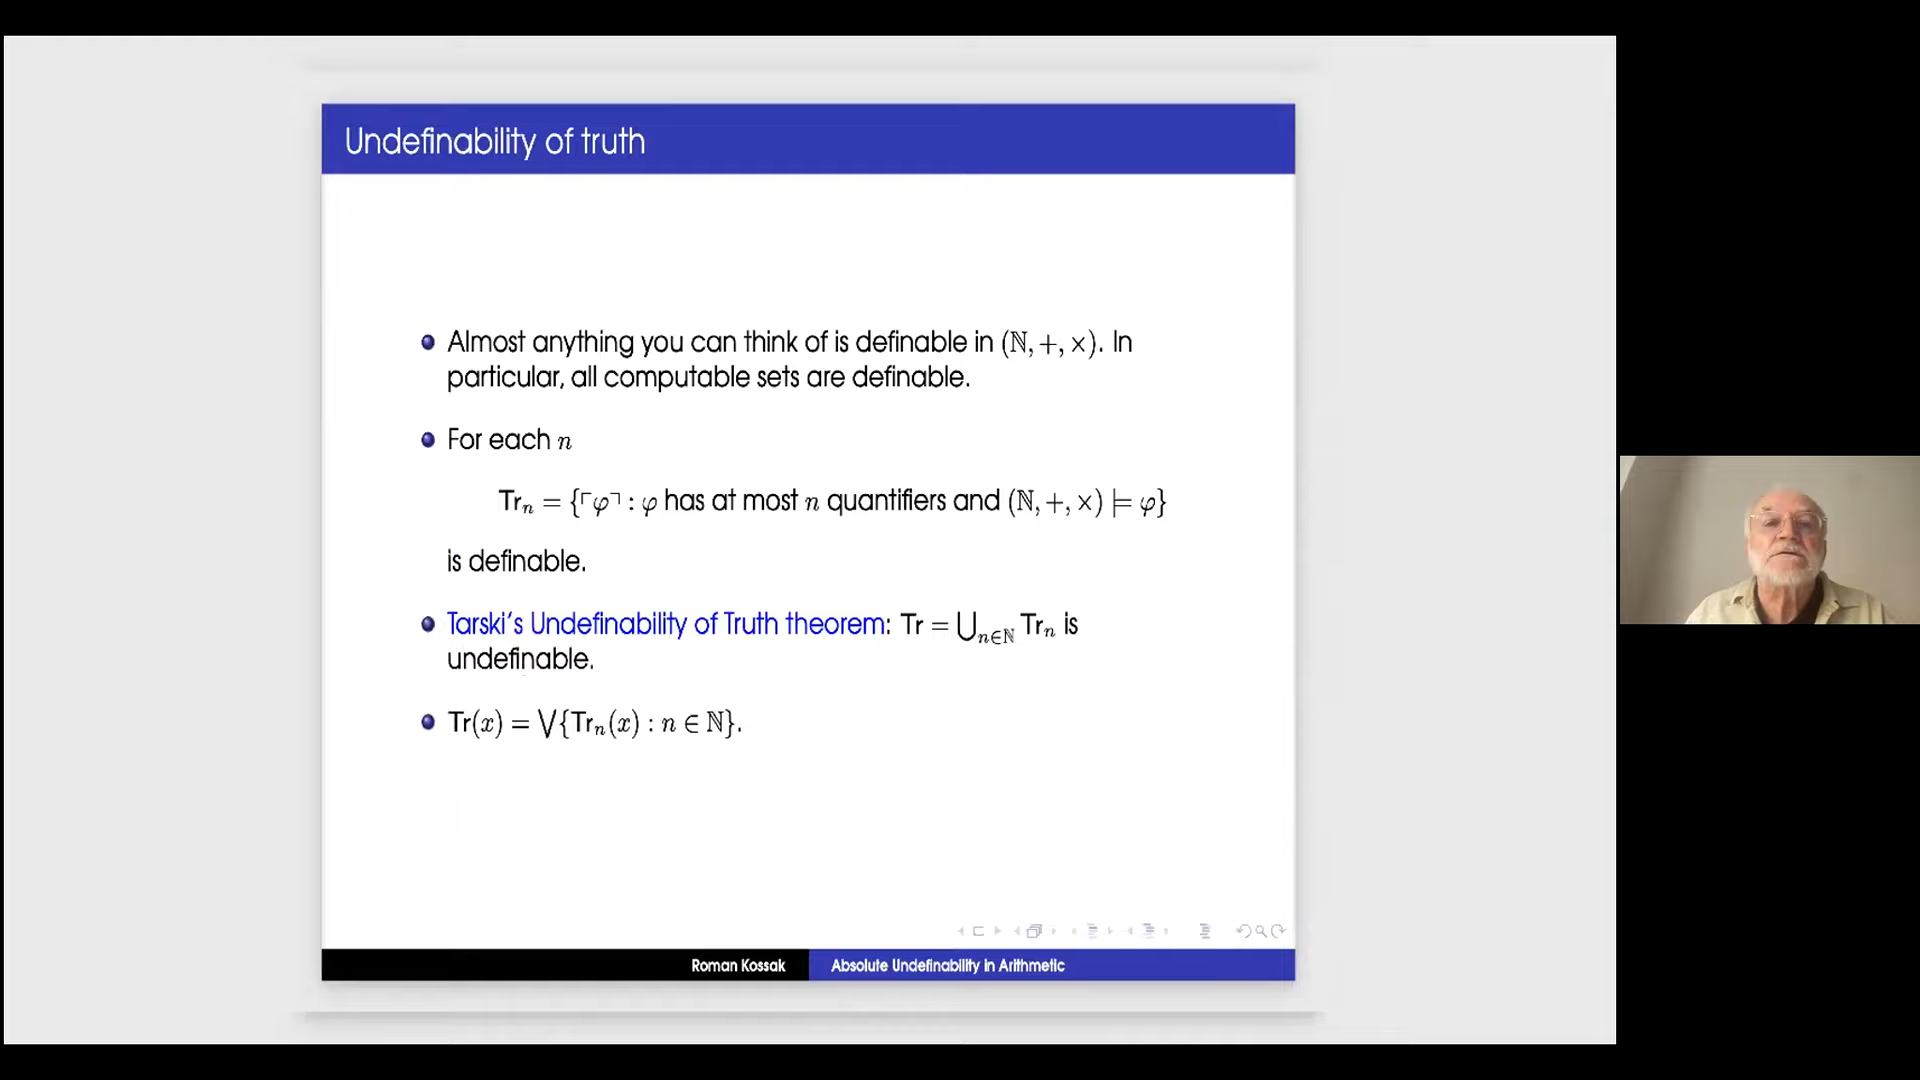 Undefinability of truth
Almost anything you can think of is definable in (ℕ, +, ×). In
particular, all computable sets are definable.
For each n
Trₙ = {⌜φ⌝ : φ has at most n quantifiers and (ℕ, +, ×) ⊨ φ}
is definable.
Tarski's Undefinability of Truth theorem: Tr = ⋃ₙ∈ℕ Trₙ is
undefinable.
Tr(x) = ⋁{Trₙ(x) : n ∈ ℕ}.
Roman Kossak
Absolute Undefinability in Arithmetic